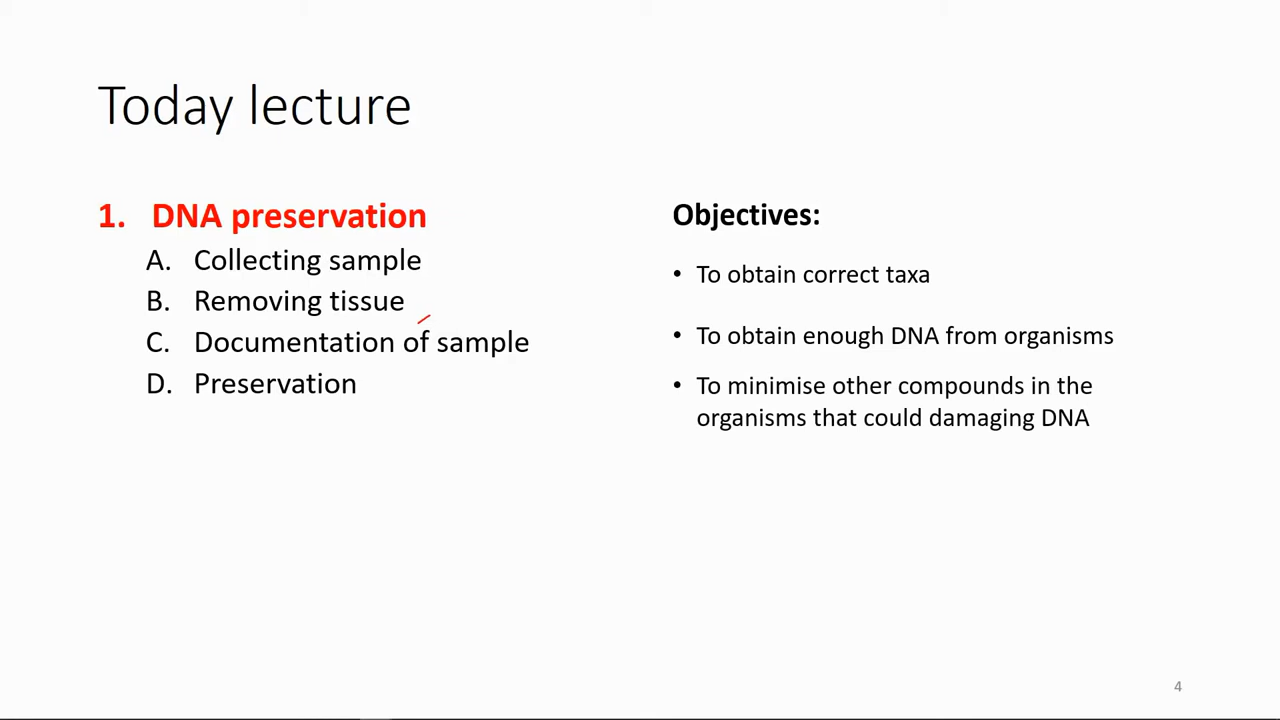 Today lecture
1. DNA preservation
A. Collecting sample
B. Removing tissue
C. Documentation of sample
D. Preservation
Objectives:
• To obtain correct taxa
• To obtain enough DNA from organisms
• To minimise other compounds in the
organisms that could damaging DNA
4